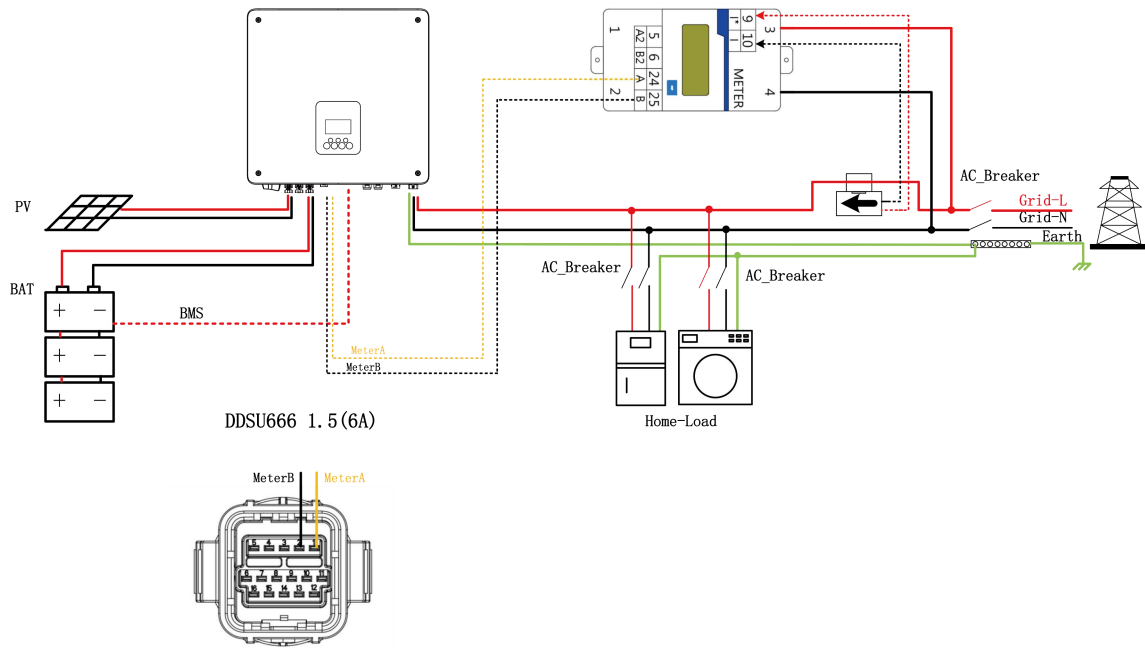 1
2
A2 5
B2 6
A 24
B 25
METER
I* 9
I 10
3
4
AC_Breaker
Grid-L
Grid-N
Earth
PV
AC_Breaker
AC_Breaker
BAT
BMS
+ −
MeterA
MeterB
+ −
+ −
Home-Load
DDSU666 1.5(6A)
MeterB MeterA
5 4 3 2 1
6 7 8 9 10 11
16 15 14 13 12